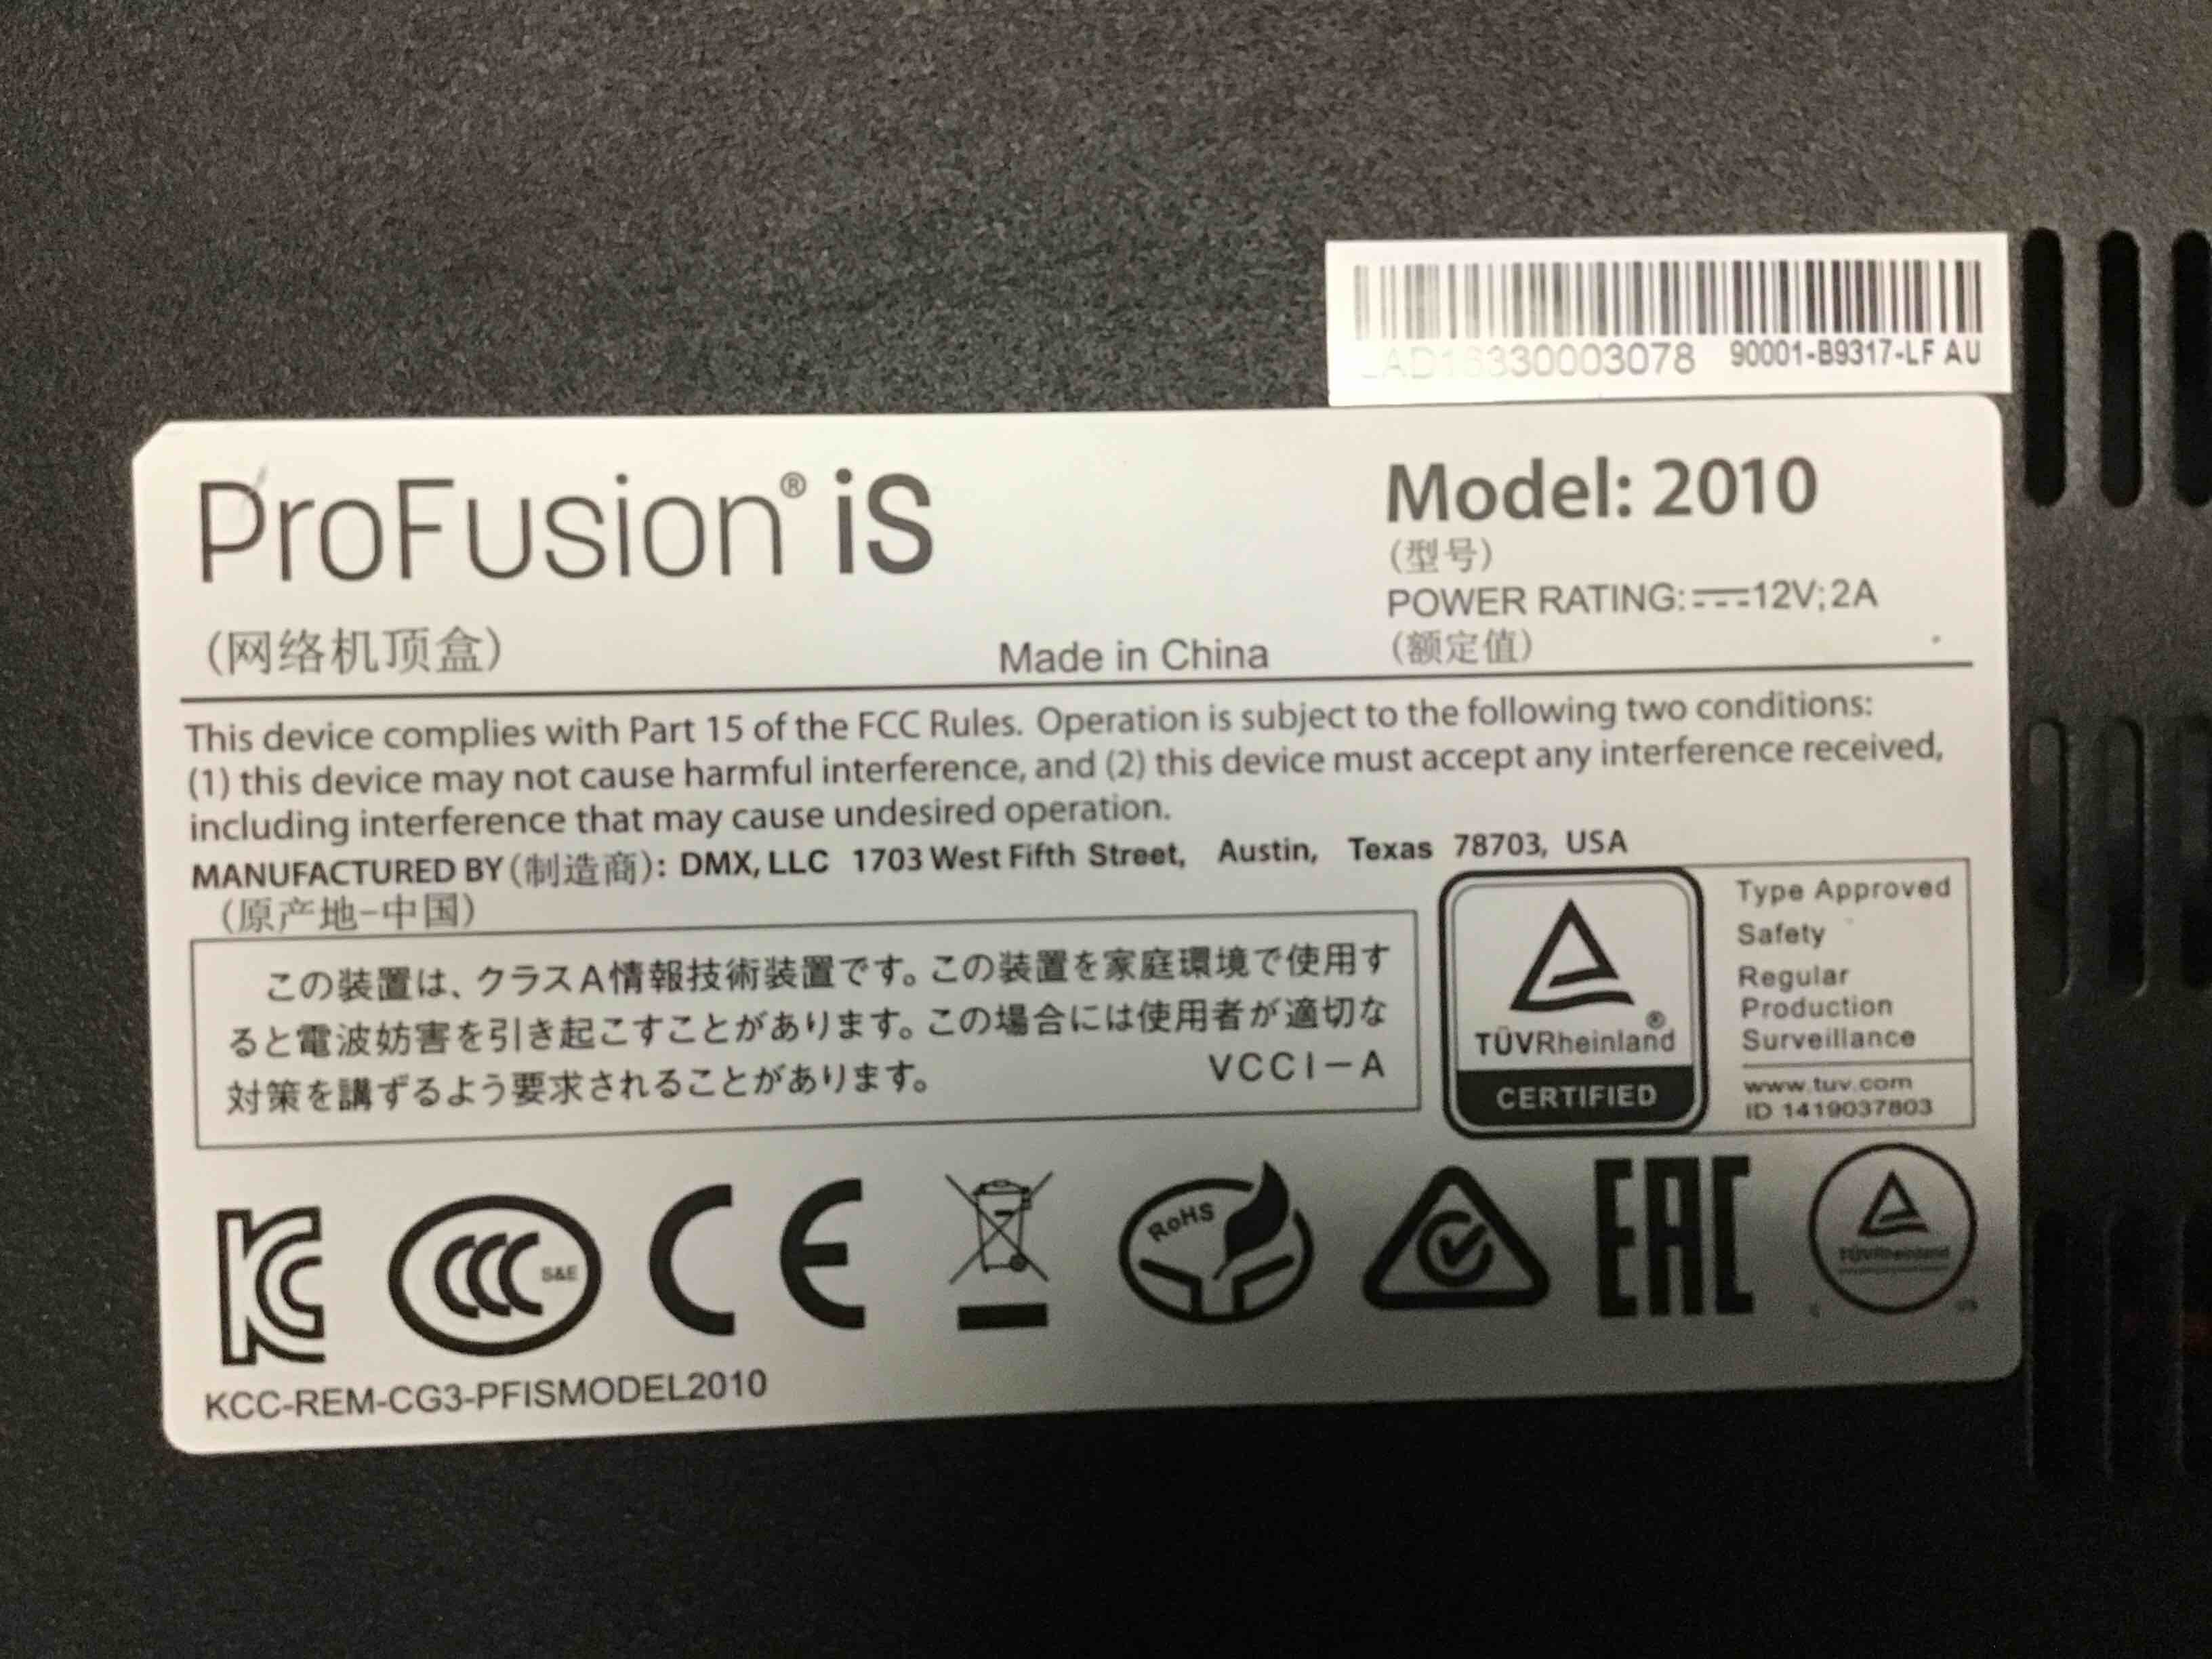 90001-B9317-LF AU
ProFusion® iS
Model: 2010
(型号)
POWER RATING: 12V; 2A
(网络机顶盒)
Made in China
(额定值)
This device complies with Part 15 of the FCC Rules. Operation is subject to the following two conditions:
(1) this device may not cause harmful interference, and (2) this device must accept any interference received,
including interference that may cause undesired operation.
MANUFACTURED BY (制造商): DMX, LLC 1703 West Fifth Street, Austin, Texas 78703, USA
(原产地-中国)
この装置は、クラスA情報技術装置です。この装置を家庭環境で使用す
ると電波妨害を引き起こすことがあります。この場合には使用者が適切な
対策を講ずるよう要求されることがあります。 VCCI-A
TÜVRheinland®
CERTIFIED
Type Approved
Safety
Regular
Production
Surveillance
www.tuv.com
ID 1419037803
KC
CCC S&E
CE
RoHS
EAC
TÜVRheinland
KCC-REM-CG3-PFISMODEL2010